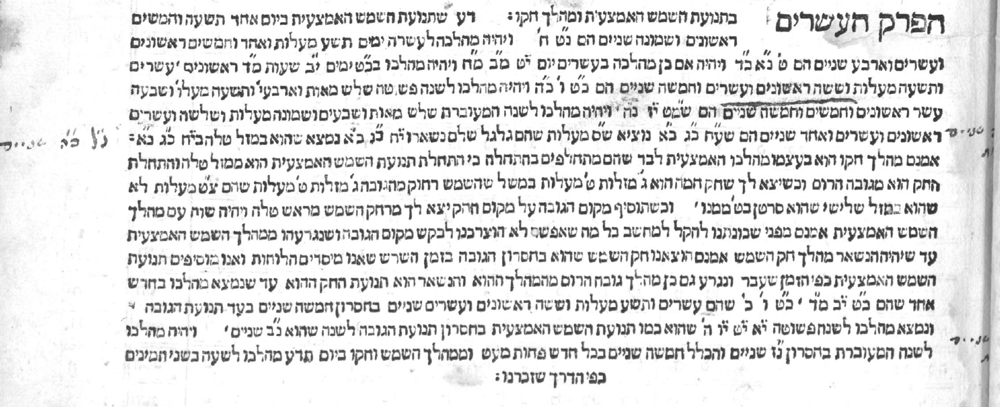 הפרק העשרים בתנועת השמש האמצעית ומהלך חקו: דע שתנועת השמש האמצעית ביום אחד תשעה וחמשים
ראשונים ושמונה שניים הם נ"ט ח' ויהיה מהלכה לעשרה ימים תשע מעלות ואחד וחמשים ראשונים
ועשרים וארבע שניים הם ט' נ"א כ"ד ויהיה אם כן מהלכה בעשרים יום י"ט מ"ב מ"ח ויהיה מהלכו בכ"ט ימים י"ב שעות מ"ד ראשונים ' עשרים
ותשעה מעלות וששה ראשונים ועשרים וחמשה שניים הם כ"ט ו' כ"ה ויהיה מהלכו לשנה פשוטה שלש מאות וארבעי' ותשעה מעלו' ושבעה
עשר ראשונים וחמשים וחמשה שניים הם שמ"ט י"ז נה ' ויהיה מהלכו לשנה המעוברת שלש מאות ושבעים ושמונה מעלות ושלשה ועשרים
ראשונים ועשרים ואחד שניים הם שע"ח כ"ג כ"א נוציא ש"ס מעלות שהם גלגל שלם נשארו י"ח כ"ג כ"א נמצא שהוא במזל טלה בי"ח כ"ג נ"א:
נ"ל כ"א שניים
אמנם מהלך חקו הוא בעצמו מהלכו האמצעית לבד שהם מתחלפים בהתחלה כי התחלת תנועת השמש האמצעית הוא ממזל טלה והתחלת
החק הוא מגובה הרום וכשיצא לך שחק חמה הוא ג' מזלות ט' מעלות במשל שהשמש רחוק מהגובה ג' מזלות ט' מעלות שהם צ"ט מעלות לא
שהוא במזל שלישי שהוא סרטן בט' ממנו ' וכשהוסיף מקום הגובה על מקום החק יצא לך מרחק השמש מראש טלה ויהיה שוה עם מהלך
השמש האמצעית אמנם מפני שכונתנו להקל למחשב כל מה שאפשר לא הוצרכנו לבקש מקום הגובה ושנגרעהו ממהלך השמש האמצעית
עד שיהיה הנשאר מהלך חק השמש אמנם הוצאנו חק השמש שהוא בחסרון הגובה בזמן השרש שאנו מיסדים הלוחות ואנו מוסיפים תנועת
השמש האמצעית כפי הזמן שעבר ונגרע גם כן מהלך גובה הרום מהמהלך ההוא והנשאר הוא תנועת החק ההוא עד שנמצא מהלכו בחדש
אחד שהם כ"ט י"ב מ"ד ' כ"ט ו' כ' שהם עשרים ותשע מעלות וששה ראשונים ועשרים שניים בחסרון חמשה שניים בעד תנועת הגובה
ונמצא מהלכו לשנה פשוטה י"א י"ט י"ז ה' שהוא כמו תנועת השמש האמצעית בחסרון תנועת הגובה לשנה שהוא נ"ב שניים ' ויהיה מהלכו
לשנה המעוברת בחסרון נ"ז שניים והכלל חמשה שניים בכל חדש פחות מעט וממהלך השמש וחקו ביום תדע מהלכו לשעה בשני המינים
כפי הדרך שזכרנו: